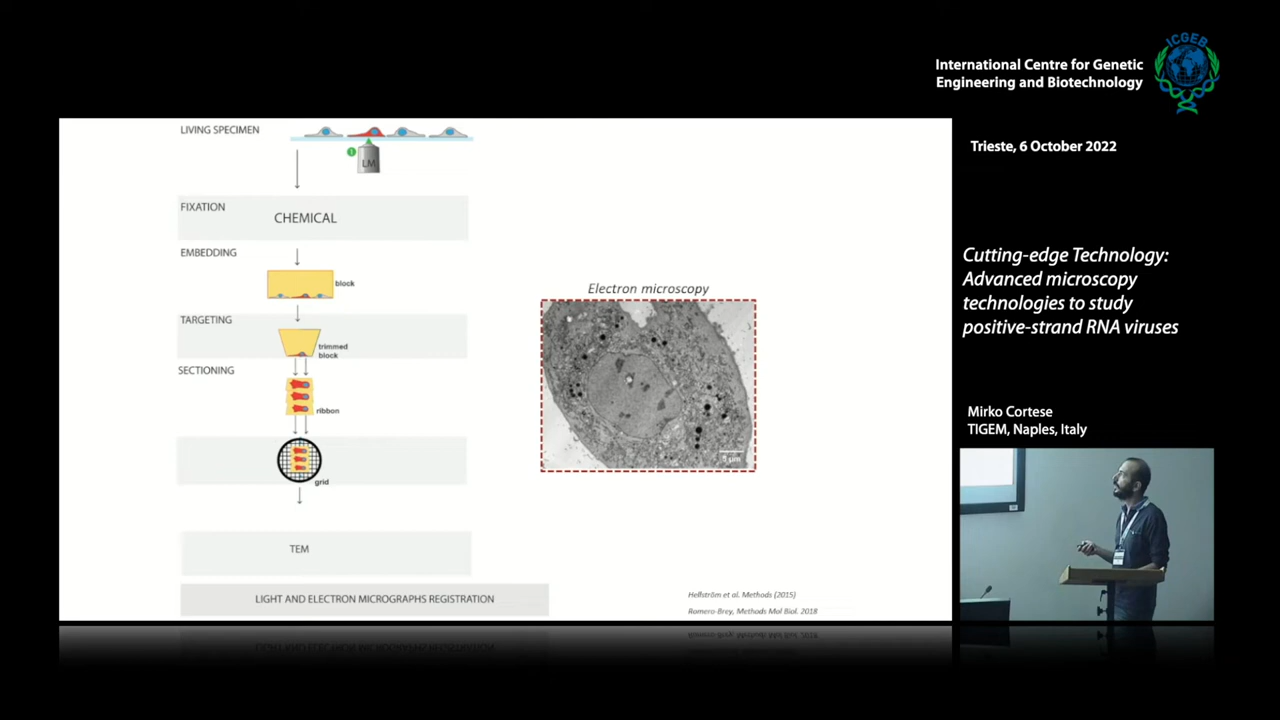 ICGEB
International Centre for Genetic
Engineering and Biotechnology
Trieste, 6 October 2022
Cutting-edge Technology:
Advanced microscopy
technologies to study
positive-strand RNA viruses
Mirko Cortese
TIGEM, Naples, Italy
LIVING SPECIMEN
1
LM
FIXATION
CHEMICAL
EMBEDDING
block
TARGETING
trimmed
block
SECTIONING
ribbon
grid
TEM
LIGHT AND ELECTRON MICROGRAPHS REGISTRATION
Electron microscopy
Hellström et al. Methods (2015)
Romero-Brey, Methods Mol Biol. 2018